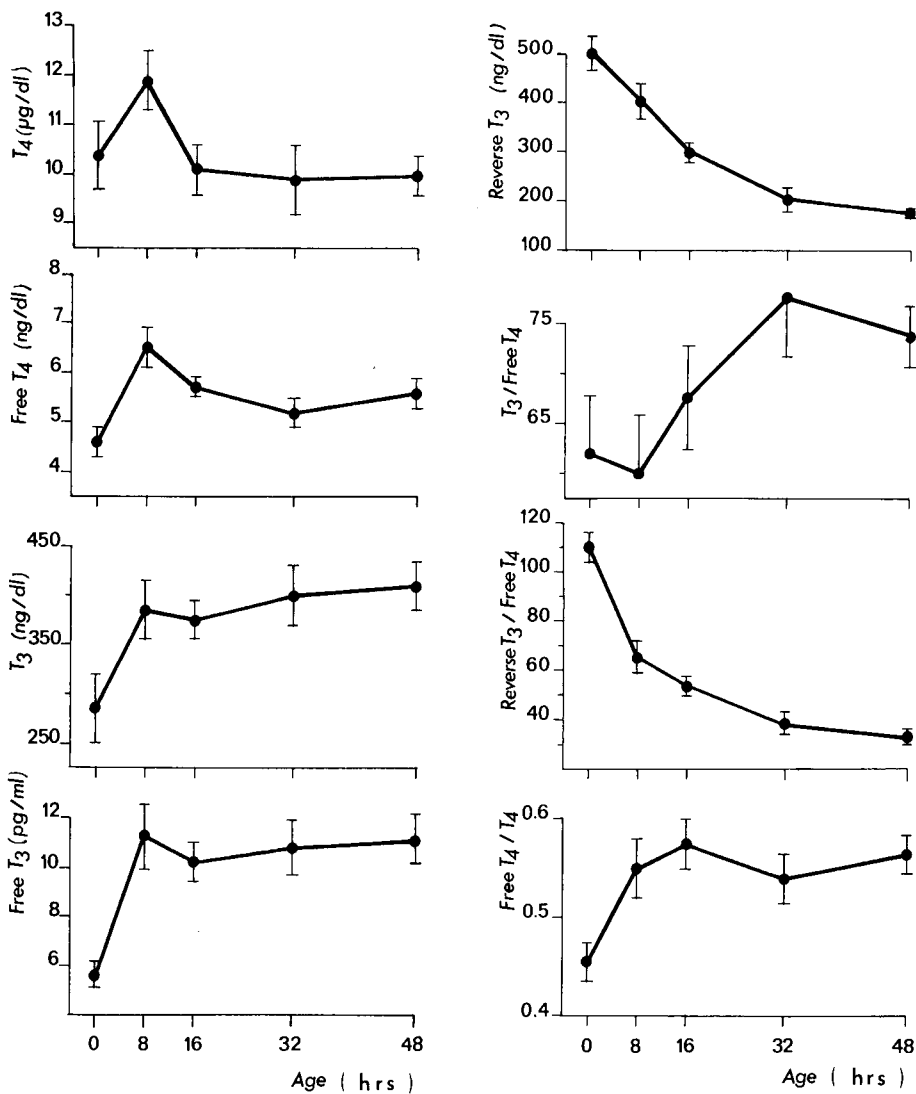 13
12
11
10
9
T4 (µg/dl)
8
7
6
5
4
Free T4 (ng/dl)
450
350
250
T3 (ng/dl)
12
10
8
6
Free T3 (pg/ml)
0 8 16 32 48
Age ( hrs )
500
400
300
200
100
Reverse T3 (ng/dl)
75
65
T3/Free T4
120
100
80
60
40
Reverse T3/Free T4
0.6
0.5
0.4
Free T4/T4
0 8 16 32 48
Age ( hrs )